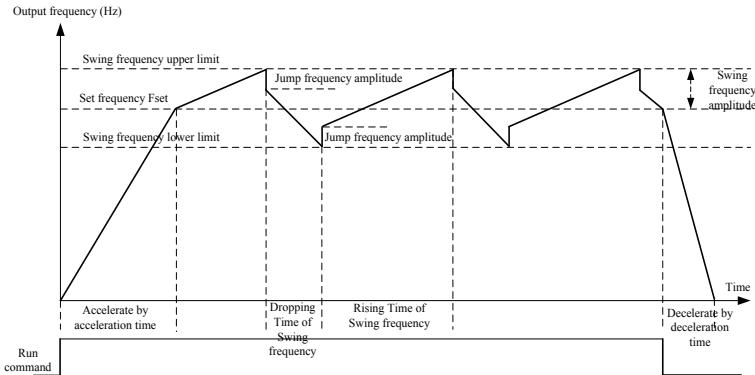 Output frequency (Hz)
Swing frequency upper limit
Jump frequency amplitude
Swing
frequency
amplitude
Set frequency Fset
Swing frequency lower limit
Jump frequency amplitude
Time
Accelerate by
acceleration time
Dropping
Time of
Swing
frequency
Rising Time of
Swing frequency
Decelerate by
deceleration
time
Run
command